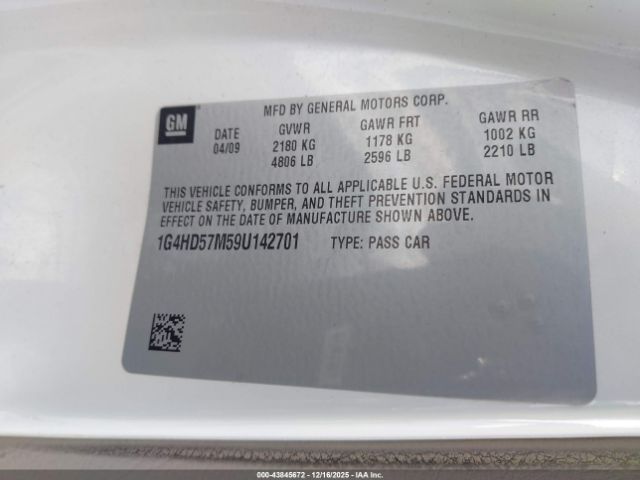 MFD BY GENERAL MOTORS CORP.
GM
DATE GVWR GAWR FRT GAWR RR
04/09 2180 KG 1178 KG 1002 KG
4806 LB 2596 LB 2210 LB
THIS VEHICLE CONFORMS TO ALL APPLICABLE U.S. FEDERAL MOTOR
VEHICLE SAFETY, BUMPER, AND THEFT PREVENTION STANDARDS IN
EFFECT ON THE DATE OF MANUFACTURE SHOWN ABOVE.
1G4HD57M59U142701 TYPE: PASS CAR
000-43845672 - 12/16/2025 - IAA Inc.